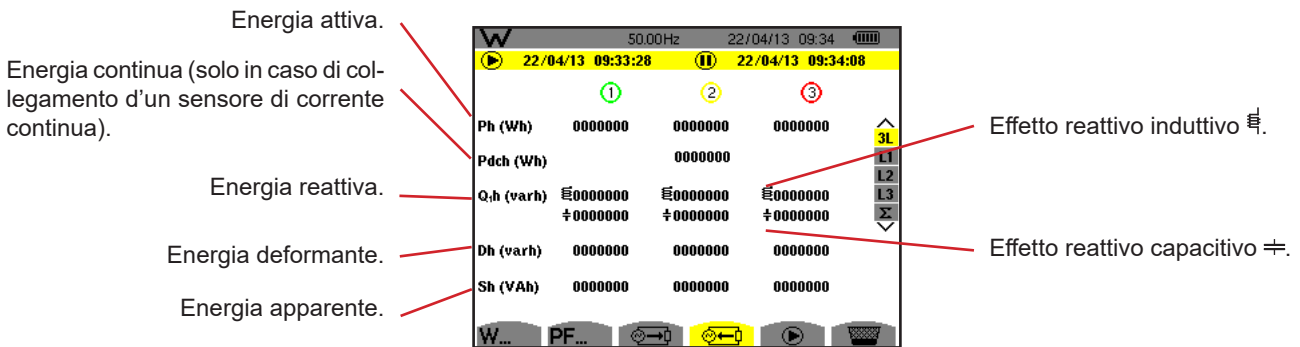 Energia attiva.
Energia continua (solo in caso di col-
legamento d'un sensore di corrente
continua).
Energia reattiva.
Energia deformante.
Energia apparente.
W 50.00Hz 22/04/13 09:34
22/04/13 09:33:28 22/04/13 09:34:08
1 2 3
Ph (Wh) 0000000 0000000 0000000
Pdch (Wh) 0000000
Q₁h (varh) 0000000 0000000 0000000
0000000 0000000 0000000
Dh (varh) 0000000 0000000 0000000
Sh (VAh) 0000000 0000000 0000000
3L
L1
L2
L3
Σ
W... PF...
Effetto reattivo induttivo.
Effetto reattivo capacitivo.